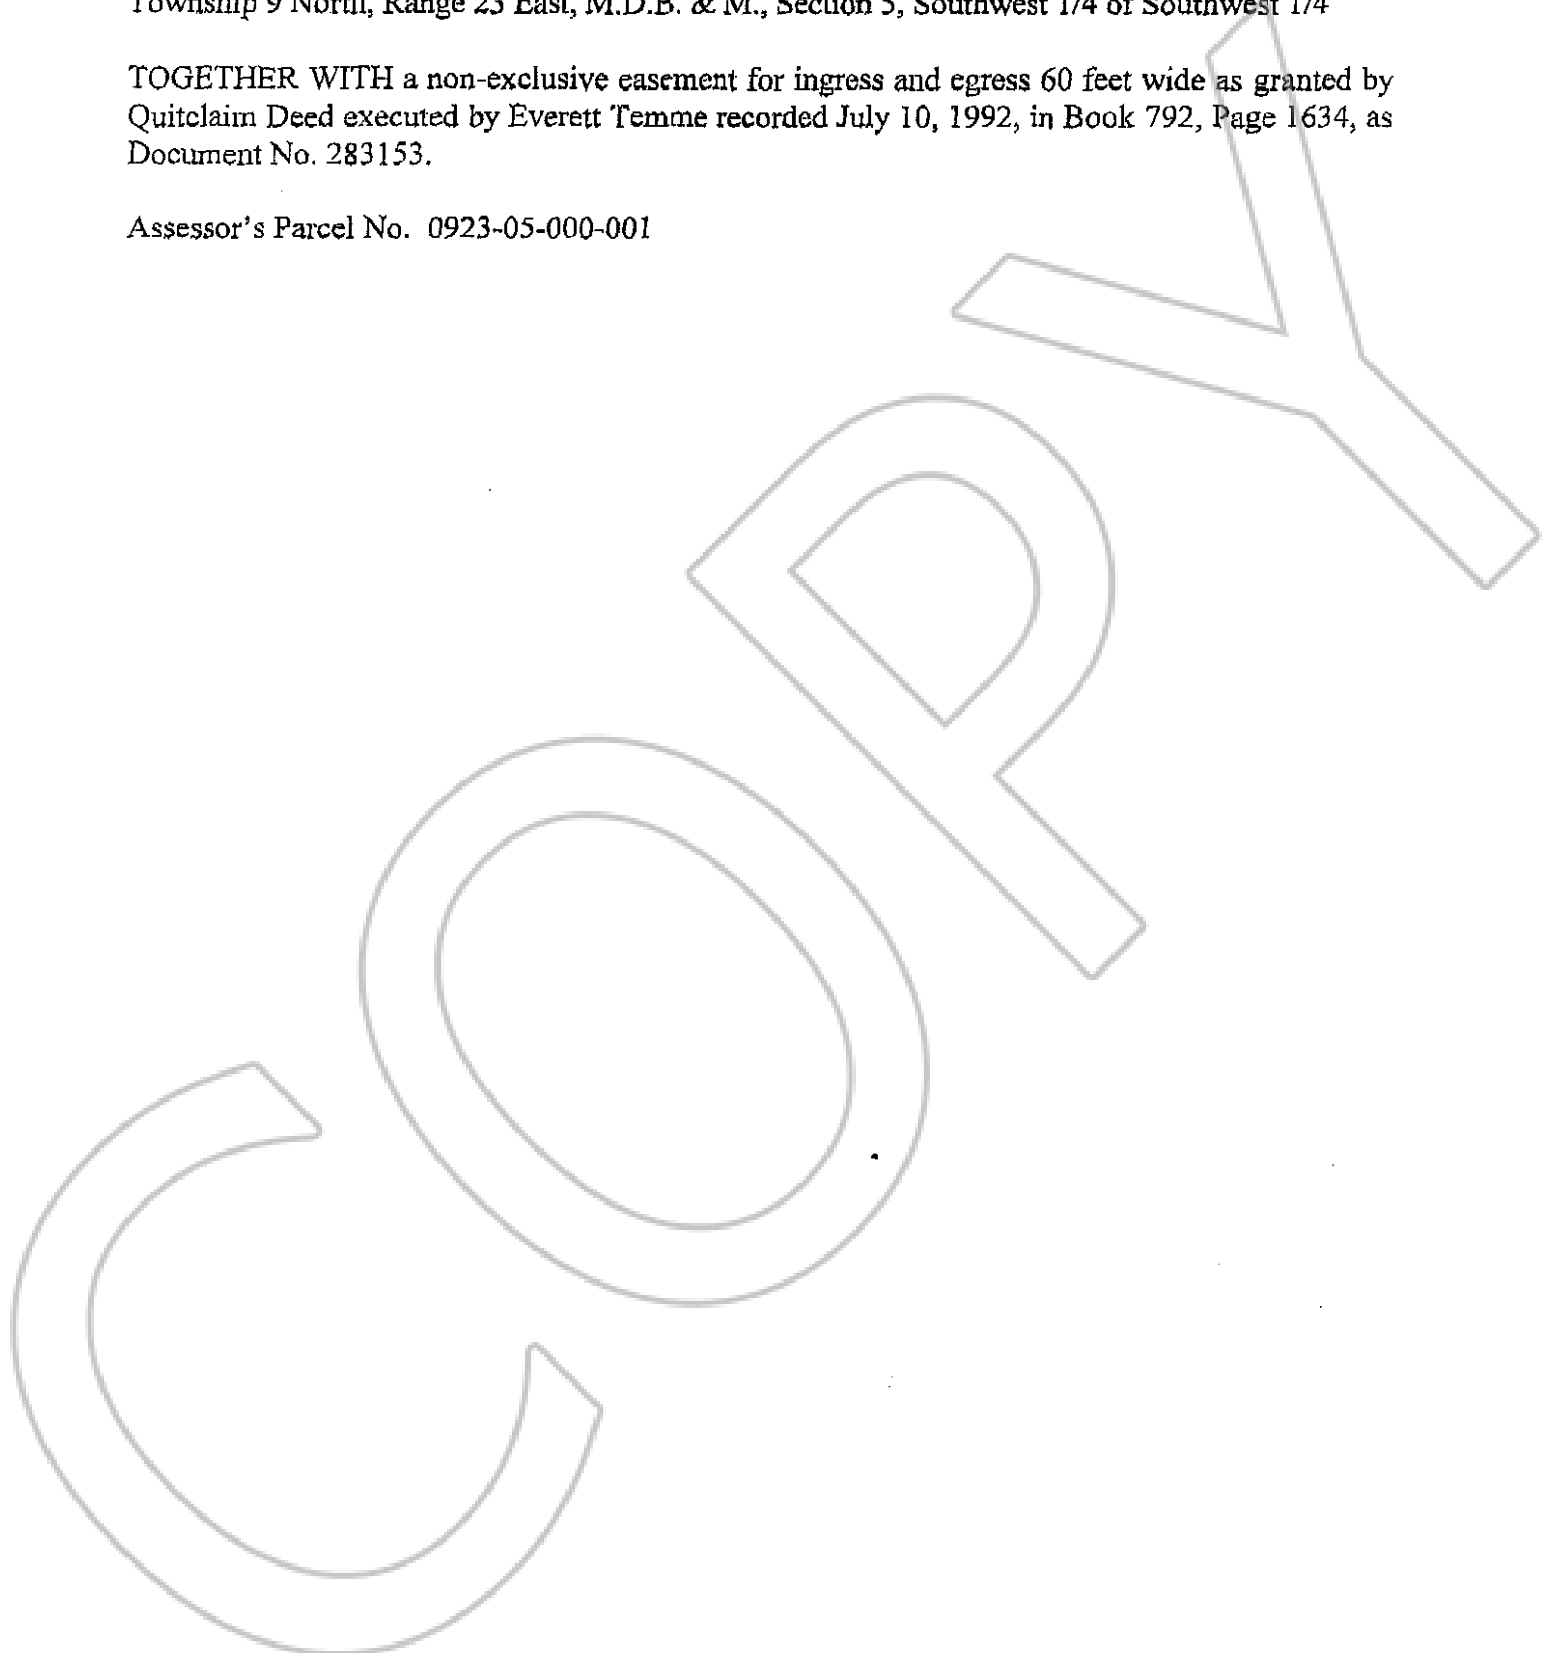 Township 9 North, Range 23 East, M.D.B. & M., Section 5, Southwest 1/4 of Southwest 1/4
TOGETHER WITH a non-exclusive easement for ingress and egress 60 feet wide as granted by
Quitclaim Deed executed by Everett Temme recorded July 10, 1992, in Book 792, Page 1634, as
Document No. 283153.
Assessor's Parcel No. 0923-05-000-001
COPY